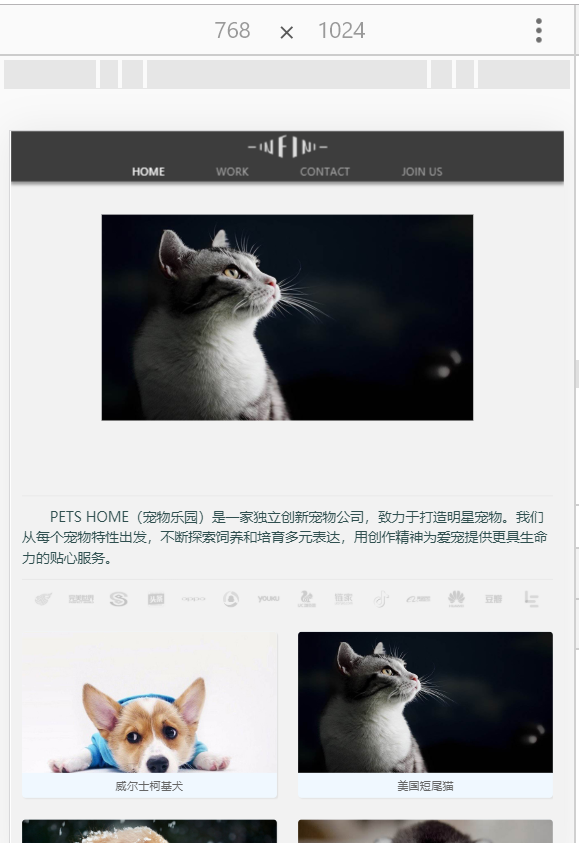 768 × 1024
INFINI
HOME WORK CONTACT JOIN US
PETS HOME（宠物乐园）是一家独立创新宠物公司，致力于打造明星宠物。我们
从每个宠物特性出发，不断探索饲养和培育多元表达，用创作精神为爱宠提供更具生命
力的贴心服务。
YOUKU
威尔士柯基犬 美国短尾猫